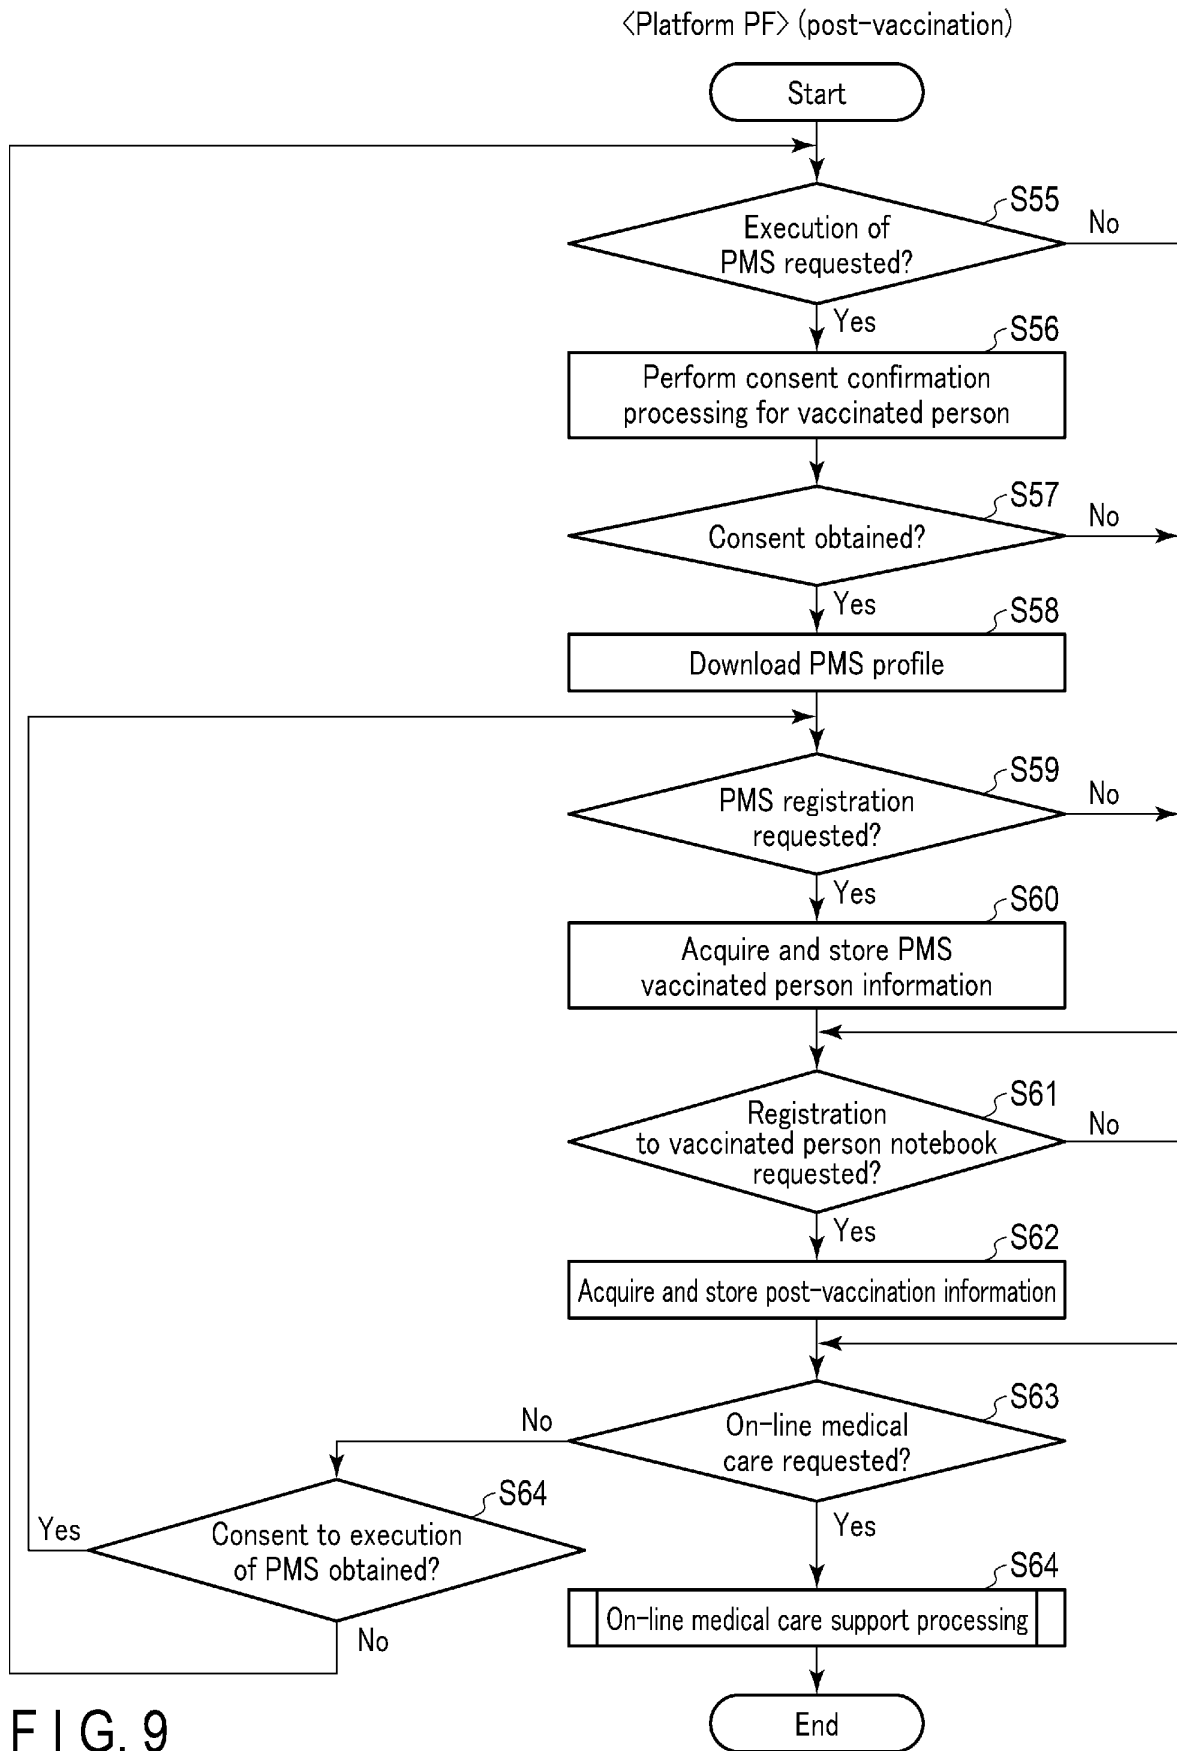 <Platform PF> (post-vaccination)
Start
S55
Execution of
PMS requested?
No
Yes
S56
Perform consent confirmation
processing for vaccinated person
S57
Consent obtained?
No
Yes
S58
Download PMS profile
S59
PMS registration
requested?
No
Yes
S60
Acquire and store PMS
vaccinated person information
S61
Registration
to vaccinated person notebook
requested?
No
Yes
S62
Acquire and store post-vaccination information
S63
On-line medical
care requested?
No
Yes
S64
Consent to execution
of PMS obtained?
Yes
No
S64
On-line medical care support processing
End
FIG. 9